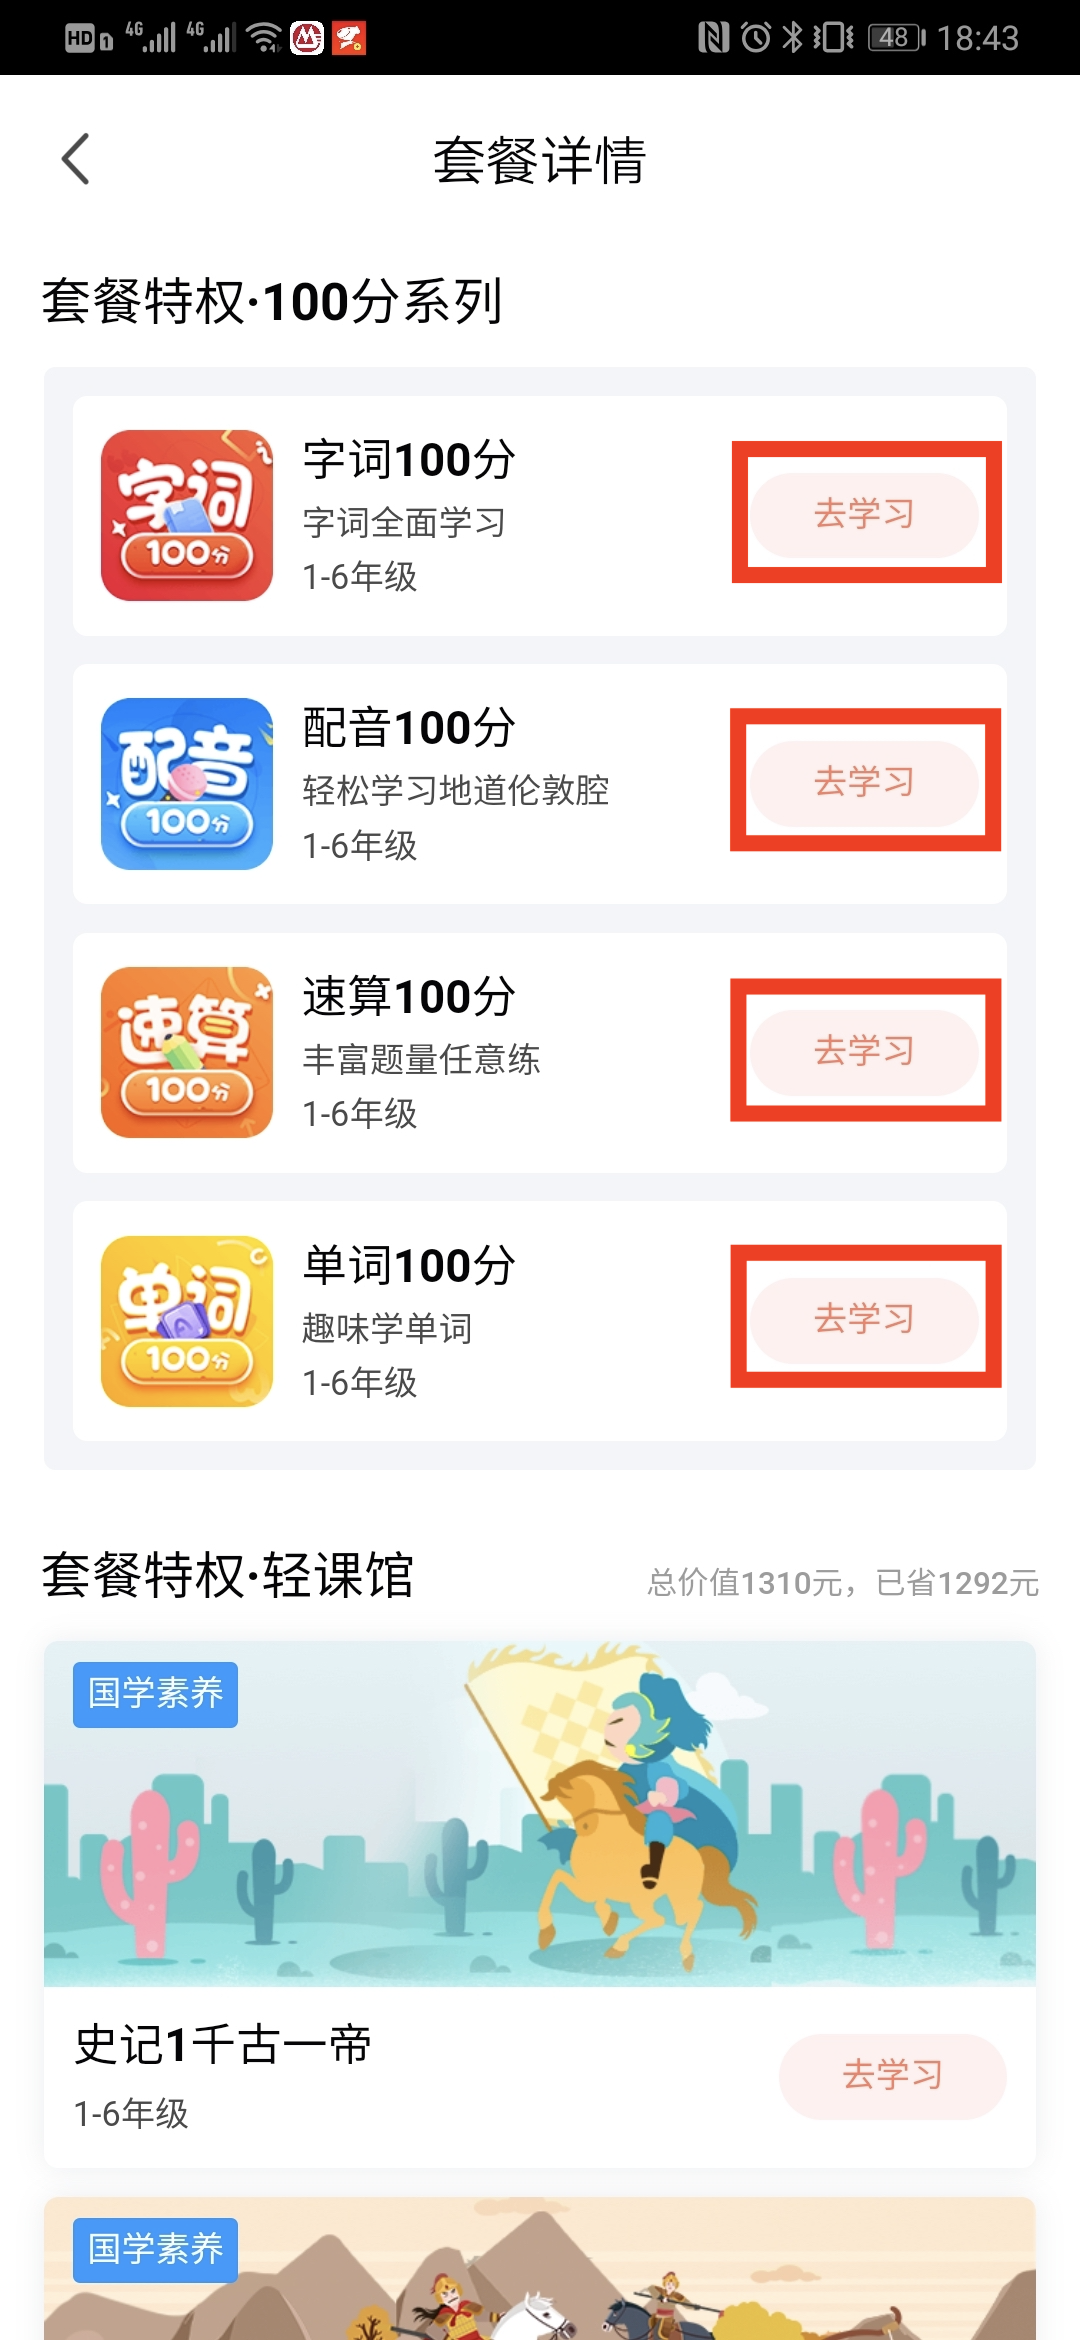 HD 1 4G 4G 48 18:43
套餐详情
套餐特权·100分系列
字词
100分
字词100分
字词全面学习
1-6年级
去学习
配音
100分
配音100分
轻松学习地道伦敦腔
1-6年级
去学习
速算
100分
速算100分
丰富题量任意练
1-6年级
去学习
单词
100分
单词100分
趣味学单词
1-6年级
去学习
套餐特权·轻课馆
总价值1310元，已省1292元
国学素养
史记1千古一帝
1-6年级
去学习
国学素养